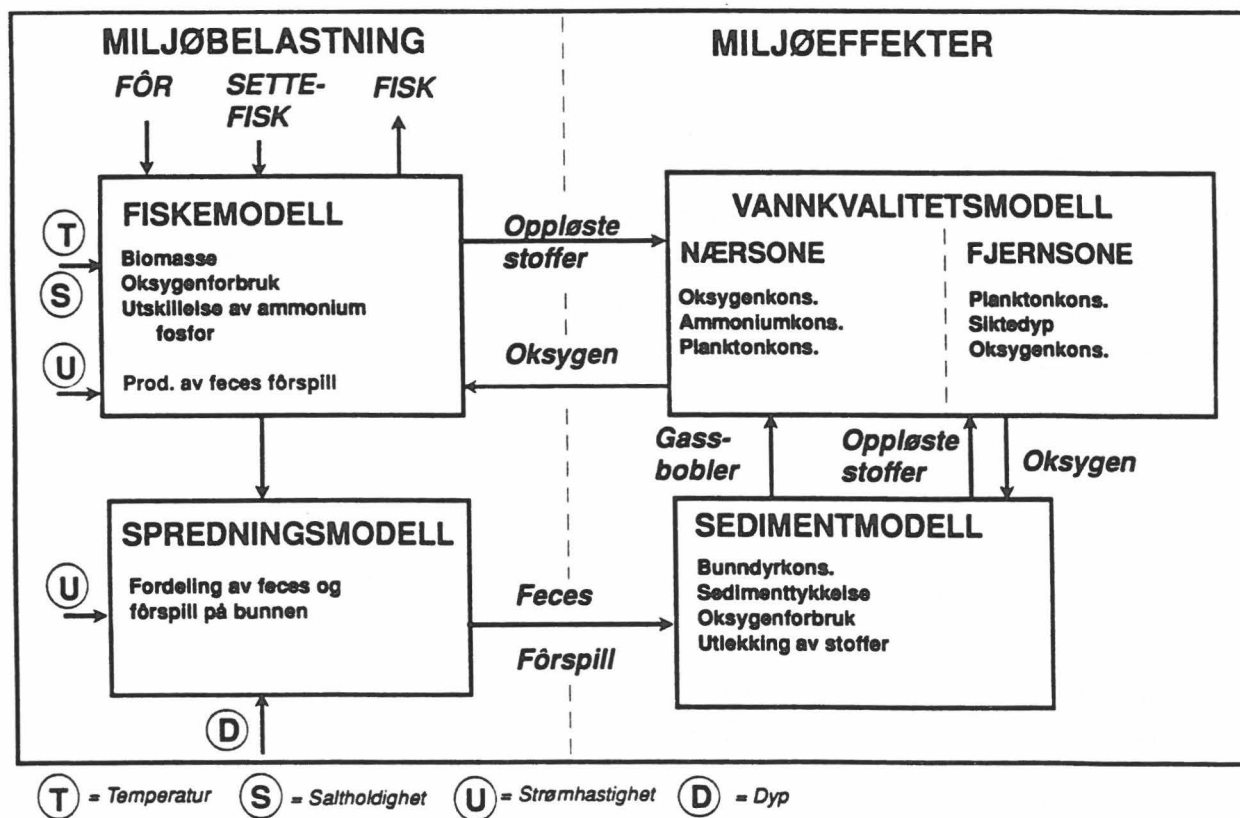 MILJØBELASTNING
FÔR
SETTE-
FISK
FISK
FISKEMODELL
Biomasse
Oksygenforbruk
Utskillelse av ammonium
fosfor
Prod. av feces fôrspill
T
S
U
SPREDNINGSMODELL
Fordeling av feces og
fôrspill på bunnen
U
D
Oppløste
stoffer
Oksygen
Feces
Fôrspill
MILJØEFFEKTER
VANNKVALITETSMODELL
NÆRSONE
Oksygenkons.
Ammoniumkons.
Planktonkons.
FJERNSONE
Planktonkons.
Siktedyp
Oksygenkons.
Gass-
bobler
Oppløste
stoffer
Oksygen
SEDIMENTMODELL
Bunndyrkons.
Sedimenttykkelse
Oksygenforbruk
Utlekking av stoffer
T = Temperatur S = Saltholdighet U = Strømhastighet D = Dyp